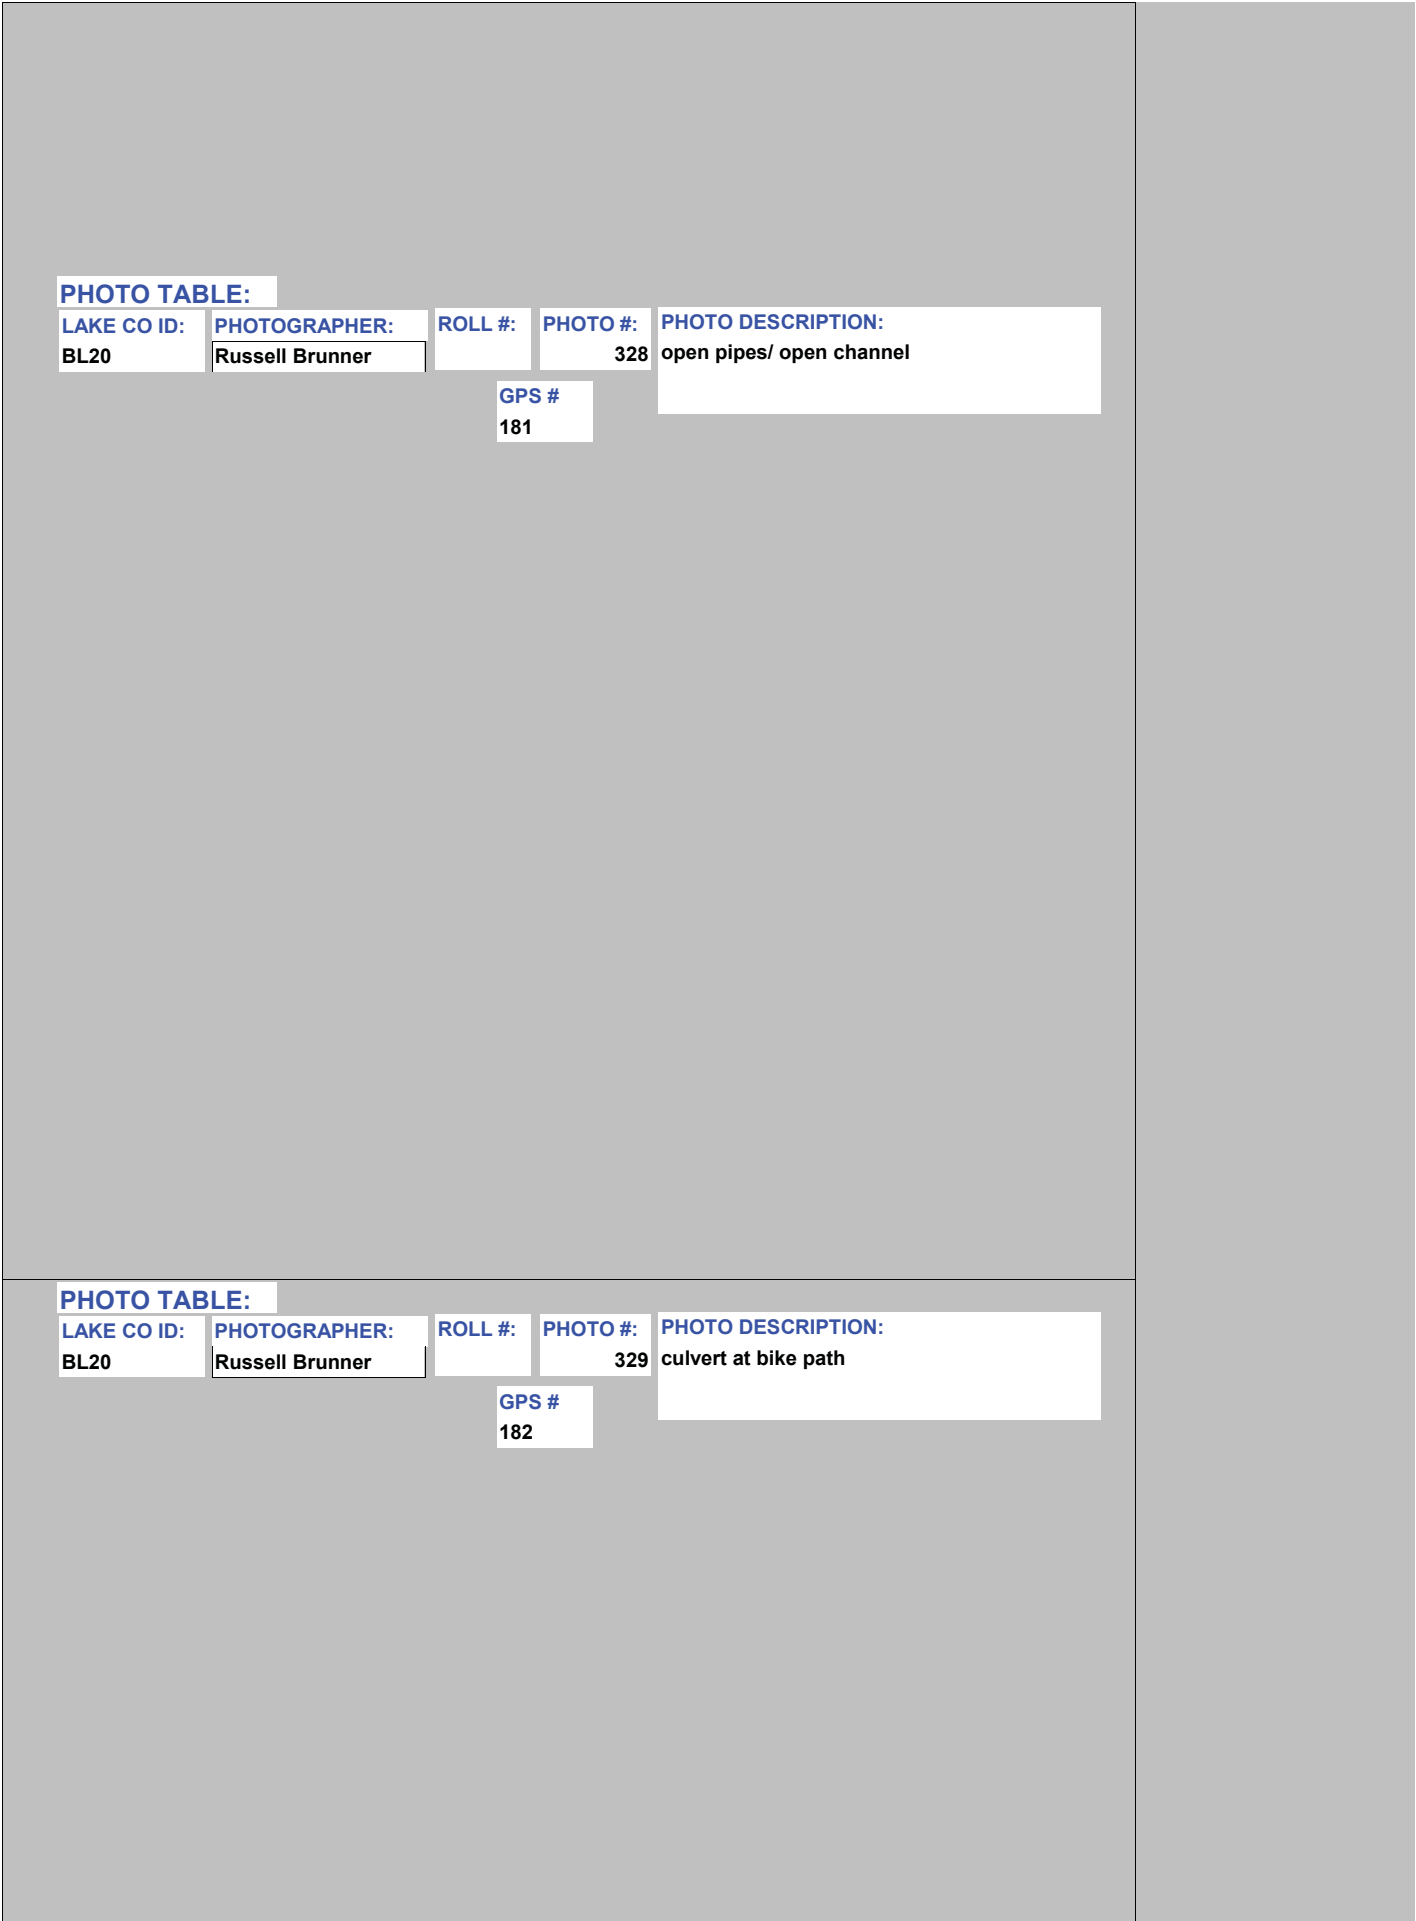 PHOTO TABLE:
LAKE CO ID: PHOTOGRAPHER: ROLL #: PHOTO #: PHOTO DESCRIPTION:
BL20 Russell Brunner 328 open pipes/ open channel
GPS #
181
PHOTO TABLE:
LAKE CO ID: PHOTOGRAPHER: ROLL #: PHOTO #: PHOTO DESCRIPTION:
BL20 Russell Brunner 329 culvert at bike path
GPS #
182